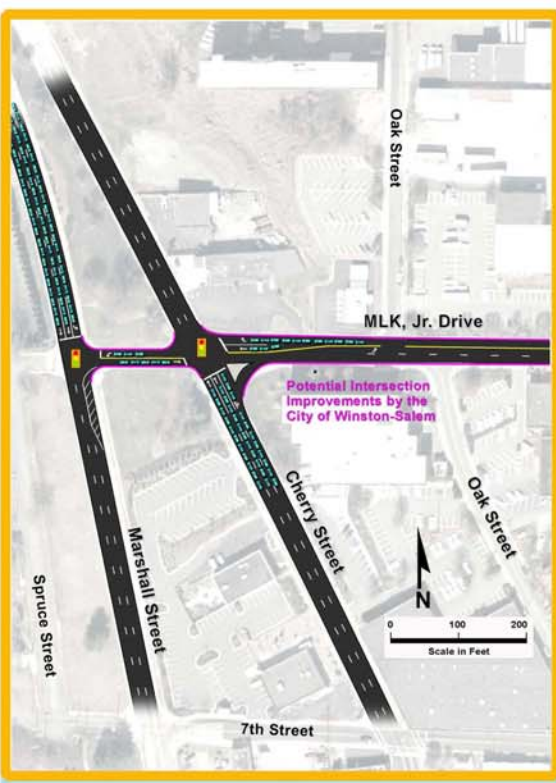 Oak Street
MLK, Jr. Drive
Potential Intersection
Improvements by the
City of Winston-Salem
Cherry Street
Oak Street
Marshall Street
Spruce Street
N
0 100 200
Scale in Feet
7th Street